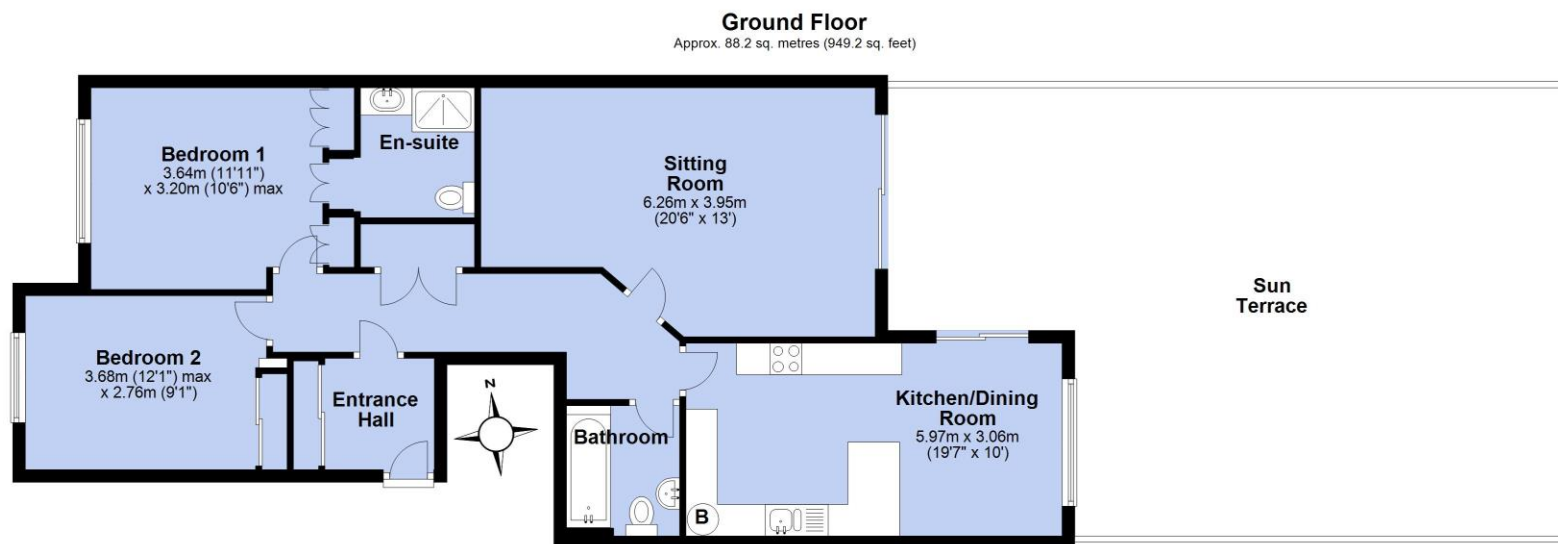 Ground Floor
Approx. 88.2 sq. metres (949.2 sq. feet)
Bedroom 1
3.64m (11'11")
x 3.20m (10'6") max
En-suite
Sitting
Room
6.26m x 3.95m
(20'6" x 13')
Sun
Terrace
Bedroom 2
3.68m (12'1") max
x 2.76m (9'1")
Entrance
Hall
N
Bathroom
Kitchen/Dining
Room
5.97m x 3.06m
(19'7" x 10')
B